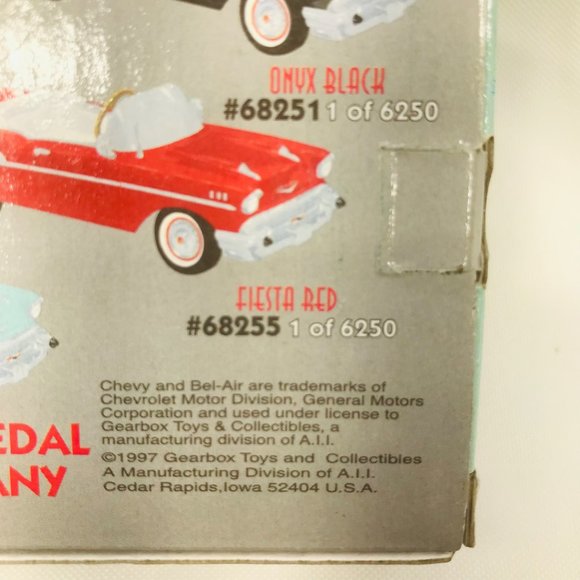 ONYX BLACK
#68251 1 of 6250
FIESTA RED
#68255 1 of 6250
Chevy and Bel-Air are trademarks of
Chevrolet Motor Division, General Motors
Corporation and used under license to
Gearbox Toys & Collectibles, a
manufacturing division of A.I.I.
©1997 Gearbox Toys and Collectibles
A Manufacturing Division of A.I.I.
Cedar Rapids,Iowa 52404 U.S.A.
EDAL
ANY